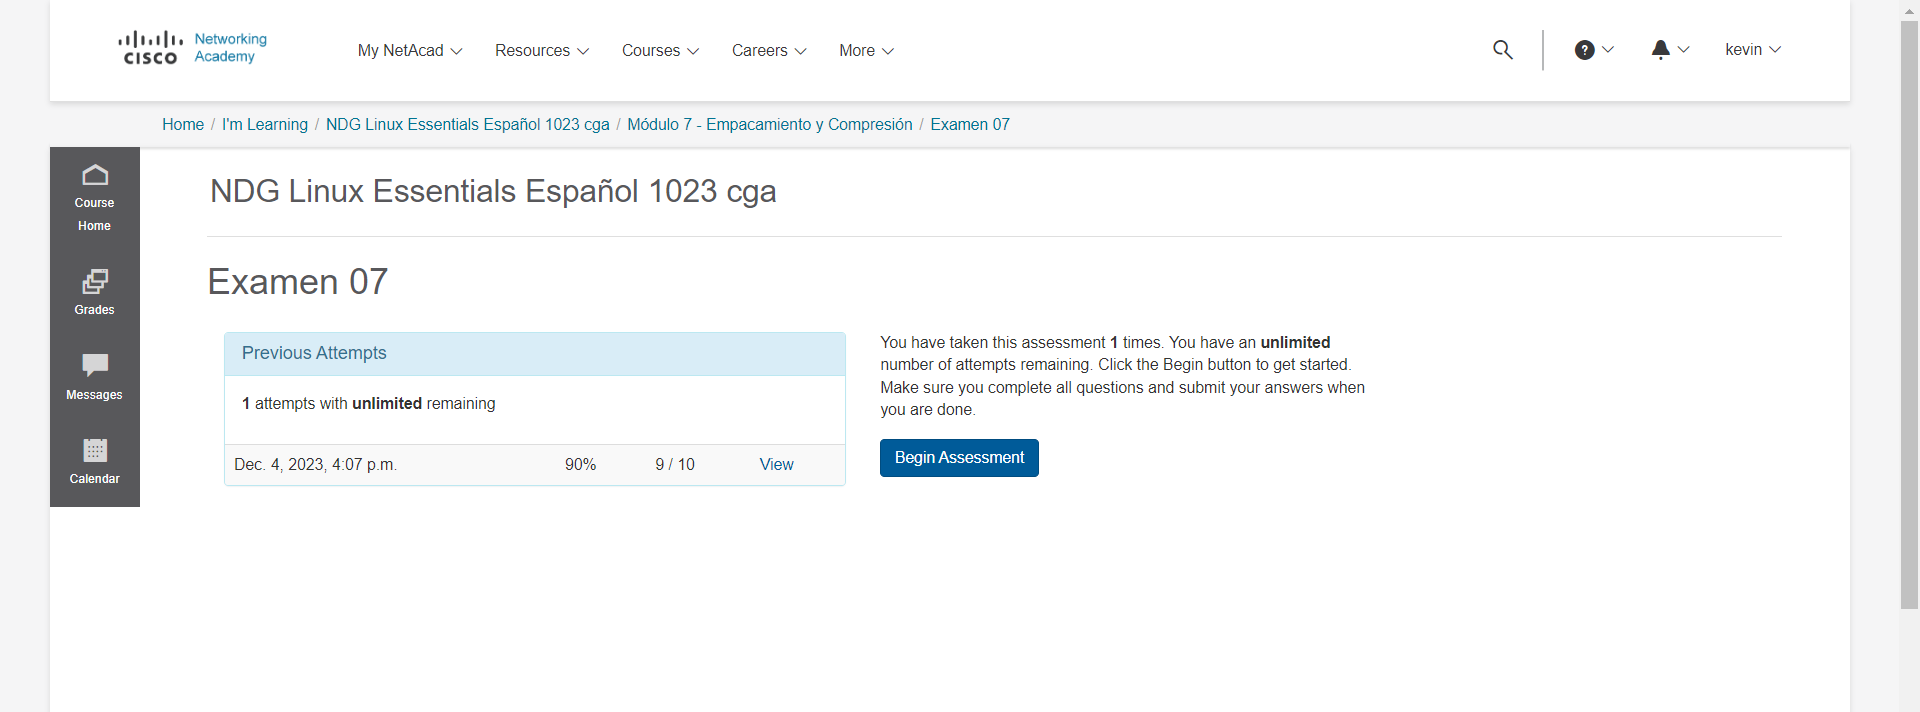 CISCO Networking Academy
My NetAcad Resources Courses Careers More ? kevin
Home / I'm Learning / NDG Linux Essentials Español 1023 cga / Módulo 7 - Empacamiento y Compresión / Examen 07
Course
Home
Grades
Messages
Calendar
NDG Linux Essentials Español 1023 cga
Examen 07
Previous Attempts
1 attempts with unlimited remaining
Dec. 4, 2023, 4:07 p.m. 90% 9 / 10 View
You have taken this assessment 1 times. You have an unlimited
number of attempts remaining. Click the Begin button to get started.
Make sure you complete all questions and submit your answers when
you are done.
Begin Assessment